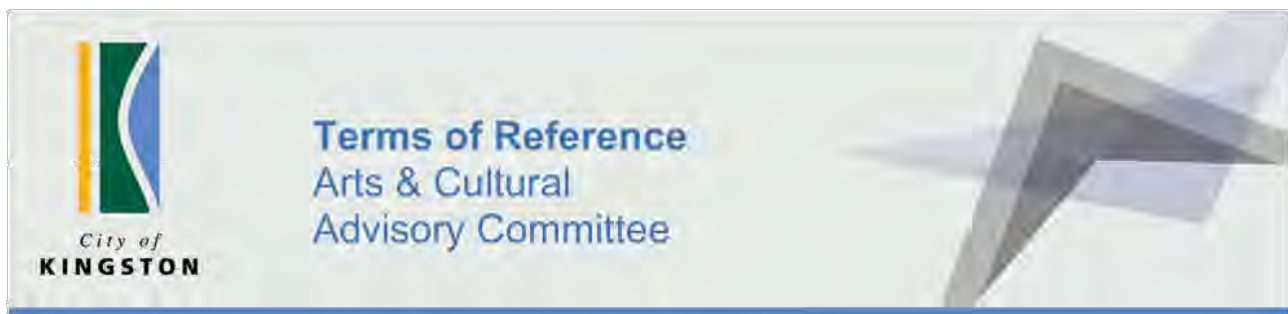 Terms of Reference
Arts & Cultural
Advisory Committee
City of
KINGSTON